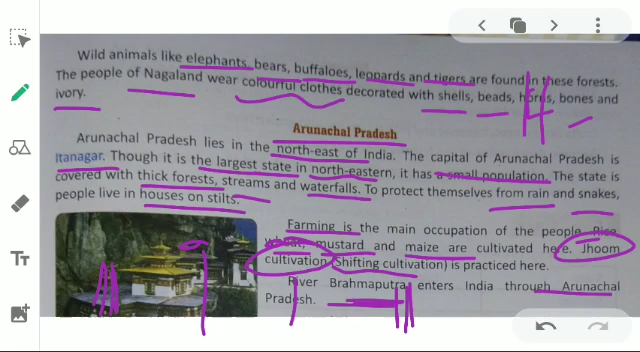 Wild animals like elephants, bears, buffaloes, leppards and tigers are found in these forests.
The people of Nagaland wear colourful clothes decorated with shells, beads, horns, bones and
ivory.
Arunachal Pradesh
Arunachal Pradesh lies in the north-east of India. The capital of Arunachal Pradesh is
Itanagar. Though it is the largest state in north-eastern, it has a small population. The state is
covered with thick forests, streams and waterfalls. To protect themselves from rain and snakes,
people live in houses on stilts.
Farming is the main occupation of the people. Rice
wheat, mustard and maize are cultivated here. Jhoom
cultivation (Shifting cultivation) is practiced here.
River Brahmaputra enters India through Arunachal
Pradesh.
Tт